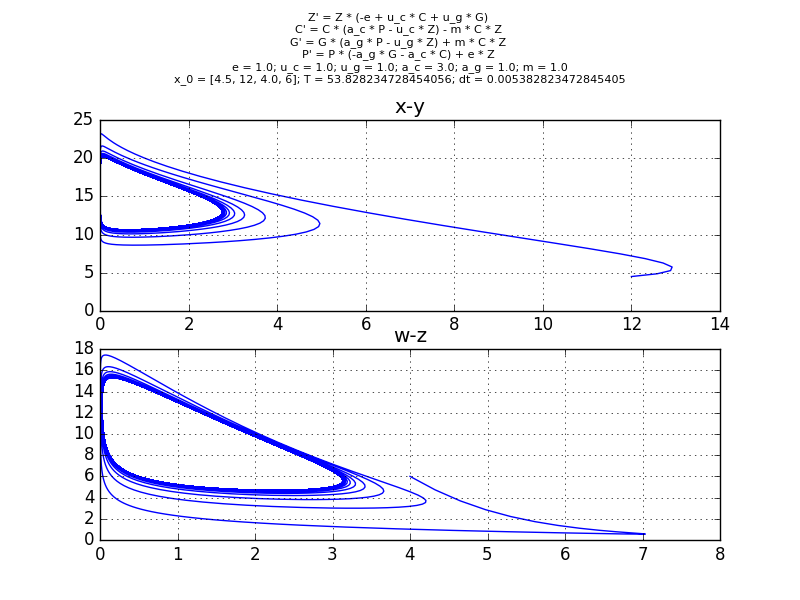 Z' = Z * (-e + u_c * C + u_g * G)
C' = C * (a_c * P - u_c * Z) - m * C * Z
G' = G * (a_g * P - u_g * Z) + m * C * Z
P' = P * (-a_g * G - a_c * C) + e * Z
e = 1.0; u_c = 1.0; u_g = 1.0; a_c = 3.0; a_g = 1.0; m = 1.0
x_0 = [4.5, 12, 4.0, 6]; T = 53.828234728454056; dt = 0.005382823472845405
x-y
25
20
15
10
5
0
0 2 4 6 8 10 12 14
w-z
18
16
14
12
10
8
6
4
2
0
0 1 2 3 4 5 6 7 8